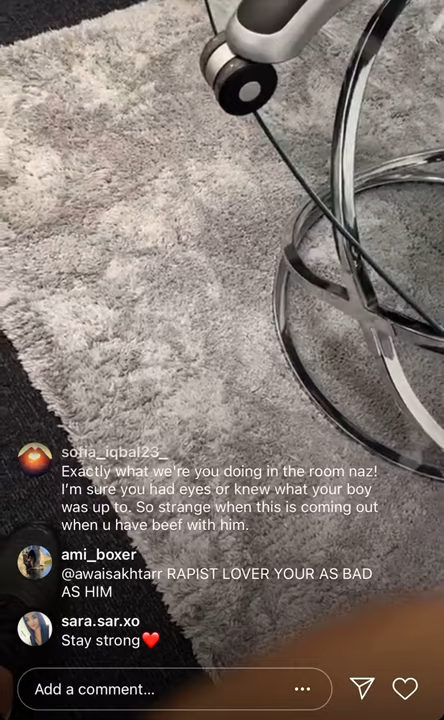 sofia_iqbal23_
Exactly what we're you doing in the room naz!
I'm sure you had eyes or knew what your boy
was up to. So strange when this is coming out
when u have beef with him.
ami_boxer
@awaisakhtarr RAPIST LOVER YOUR AS BAD
AS HIM
sara.sar.xo
Stay strong❤️
Add a comment...